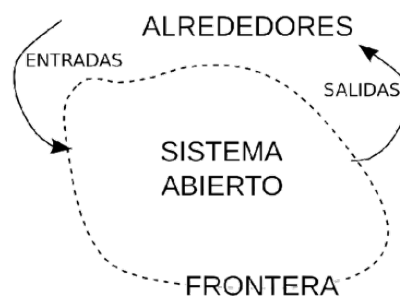 ALREDEDORES
ENTRADAS
SALIDAS
SISTEMA
ABIERTO
FRONTERA